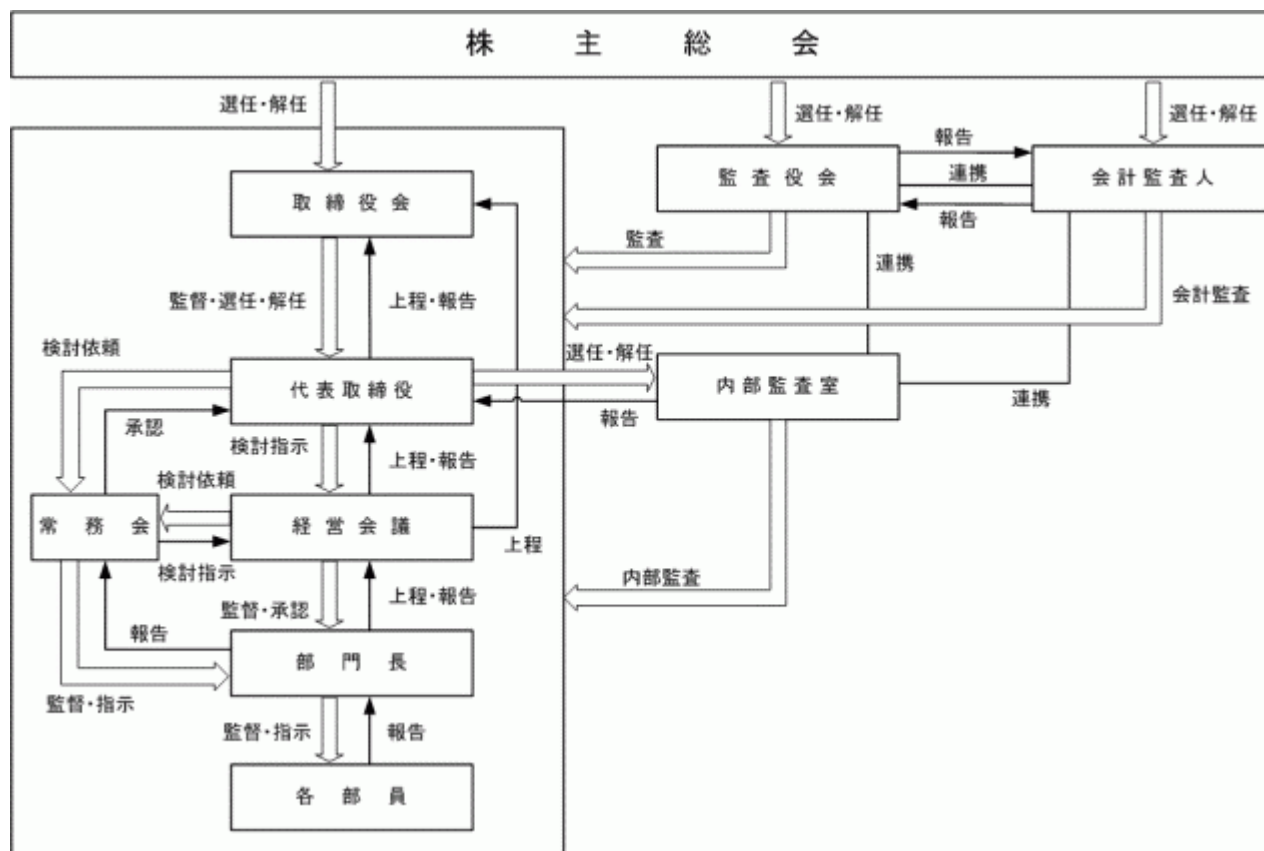 株主総会
選任・解任
選任・解任
選任・解任
報告
監査役会
連携
会計監査人
取締役会
報告
監査
連携
監督・選任・解任
上程・報告
会計監査
検討依頼
選任・解任
代表取締役
内部監査室
連携
承認
報告
検討指示
上程・報告
検討依頼
常務会
経営会議
上程
検討指示
内部監査
監督・承認
上程・報告
報告
部門長
監督・指示
監督・指示
報告
各部員